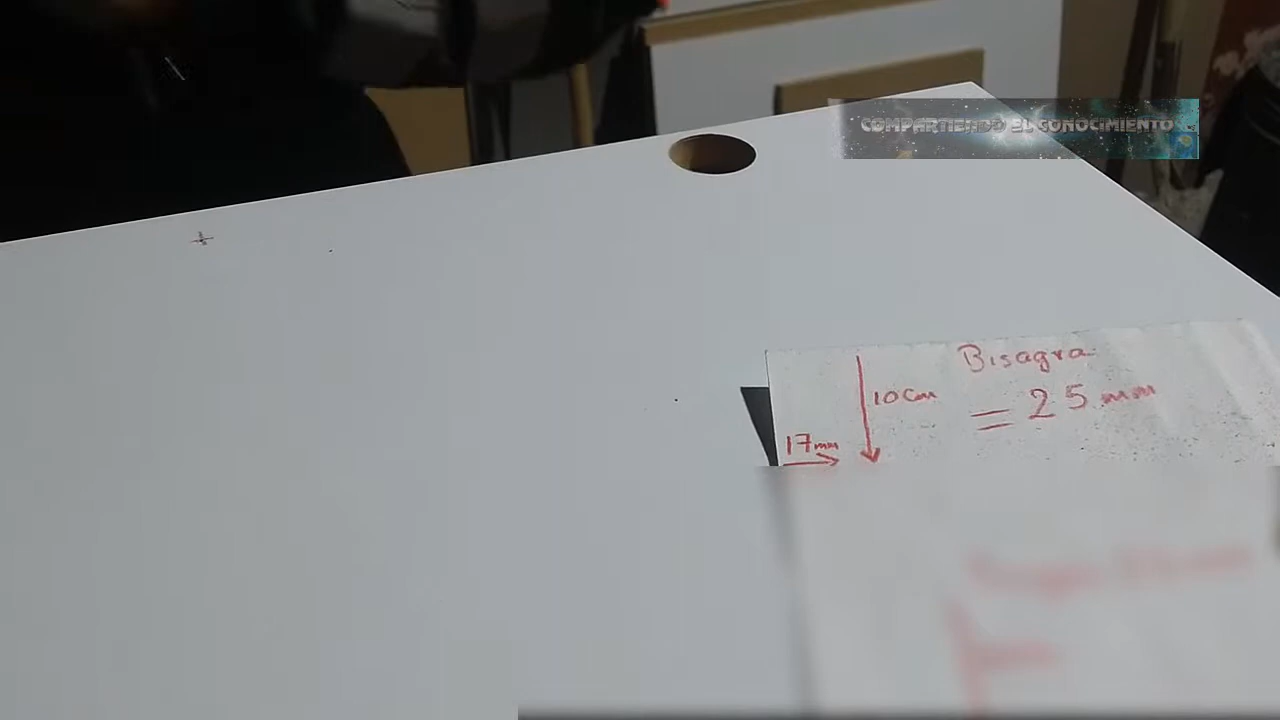 COMPARTIENDO EL CONOCIMIENTO
Bisagra
10cm
= 25 mm
17mm